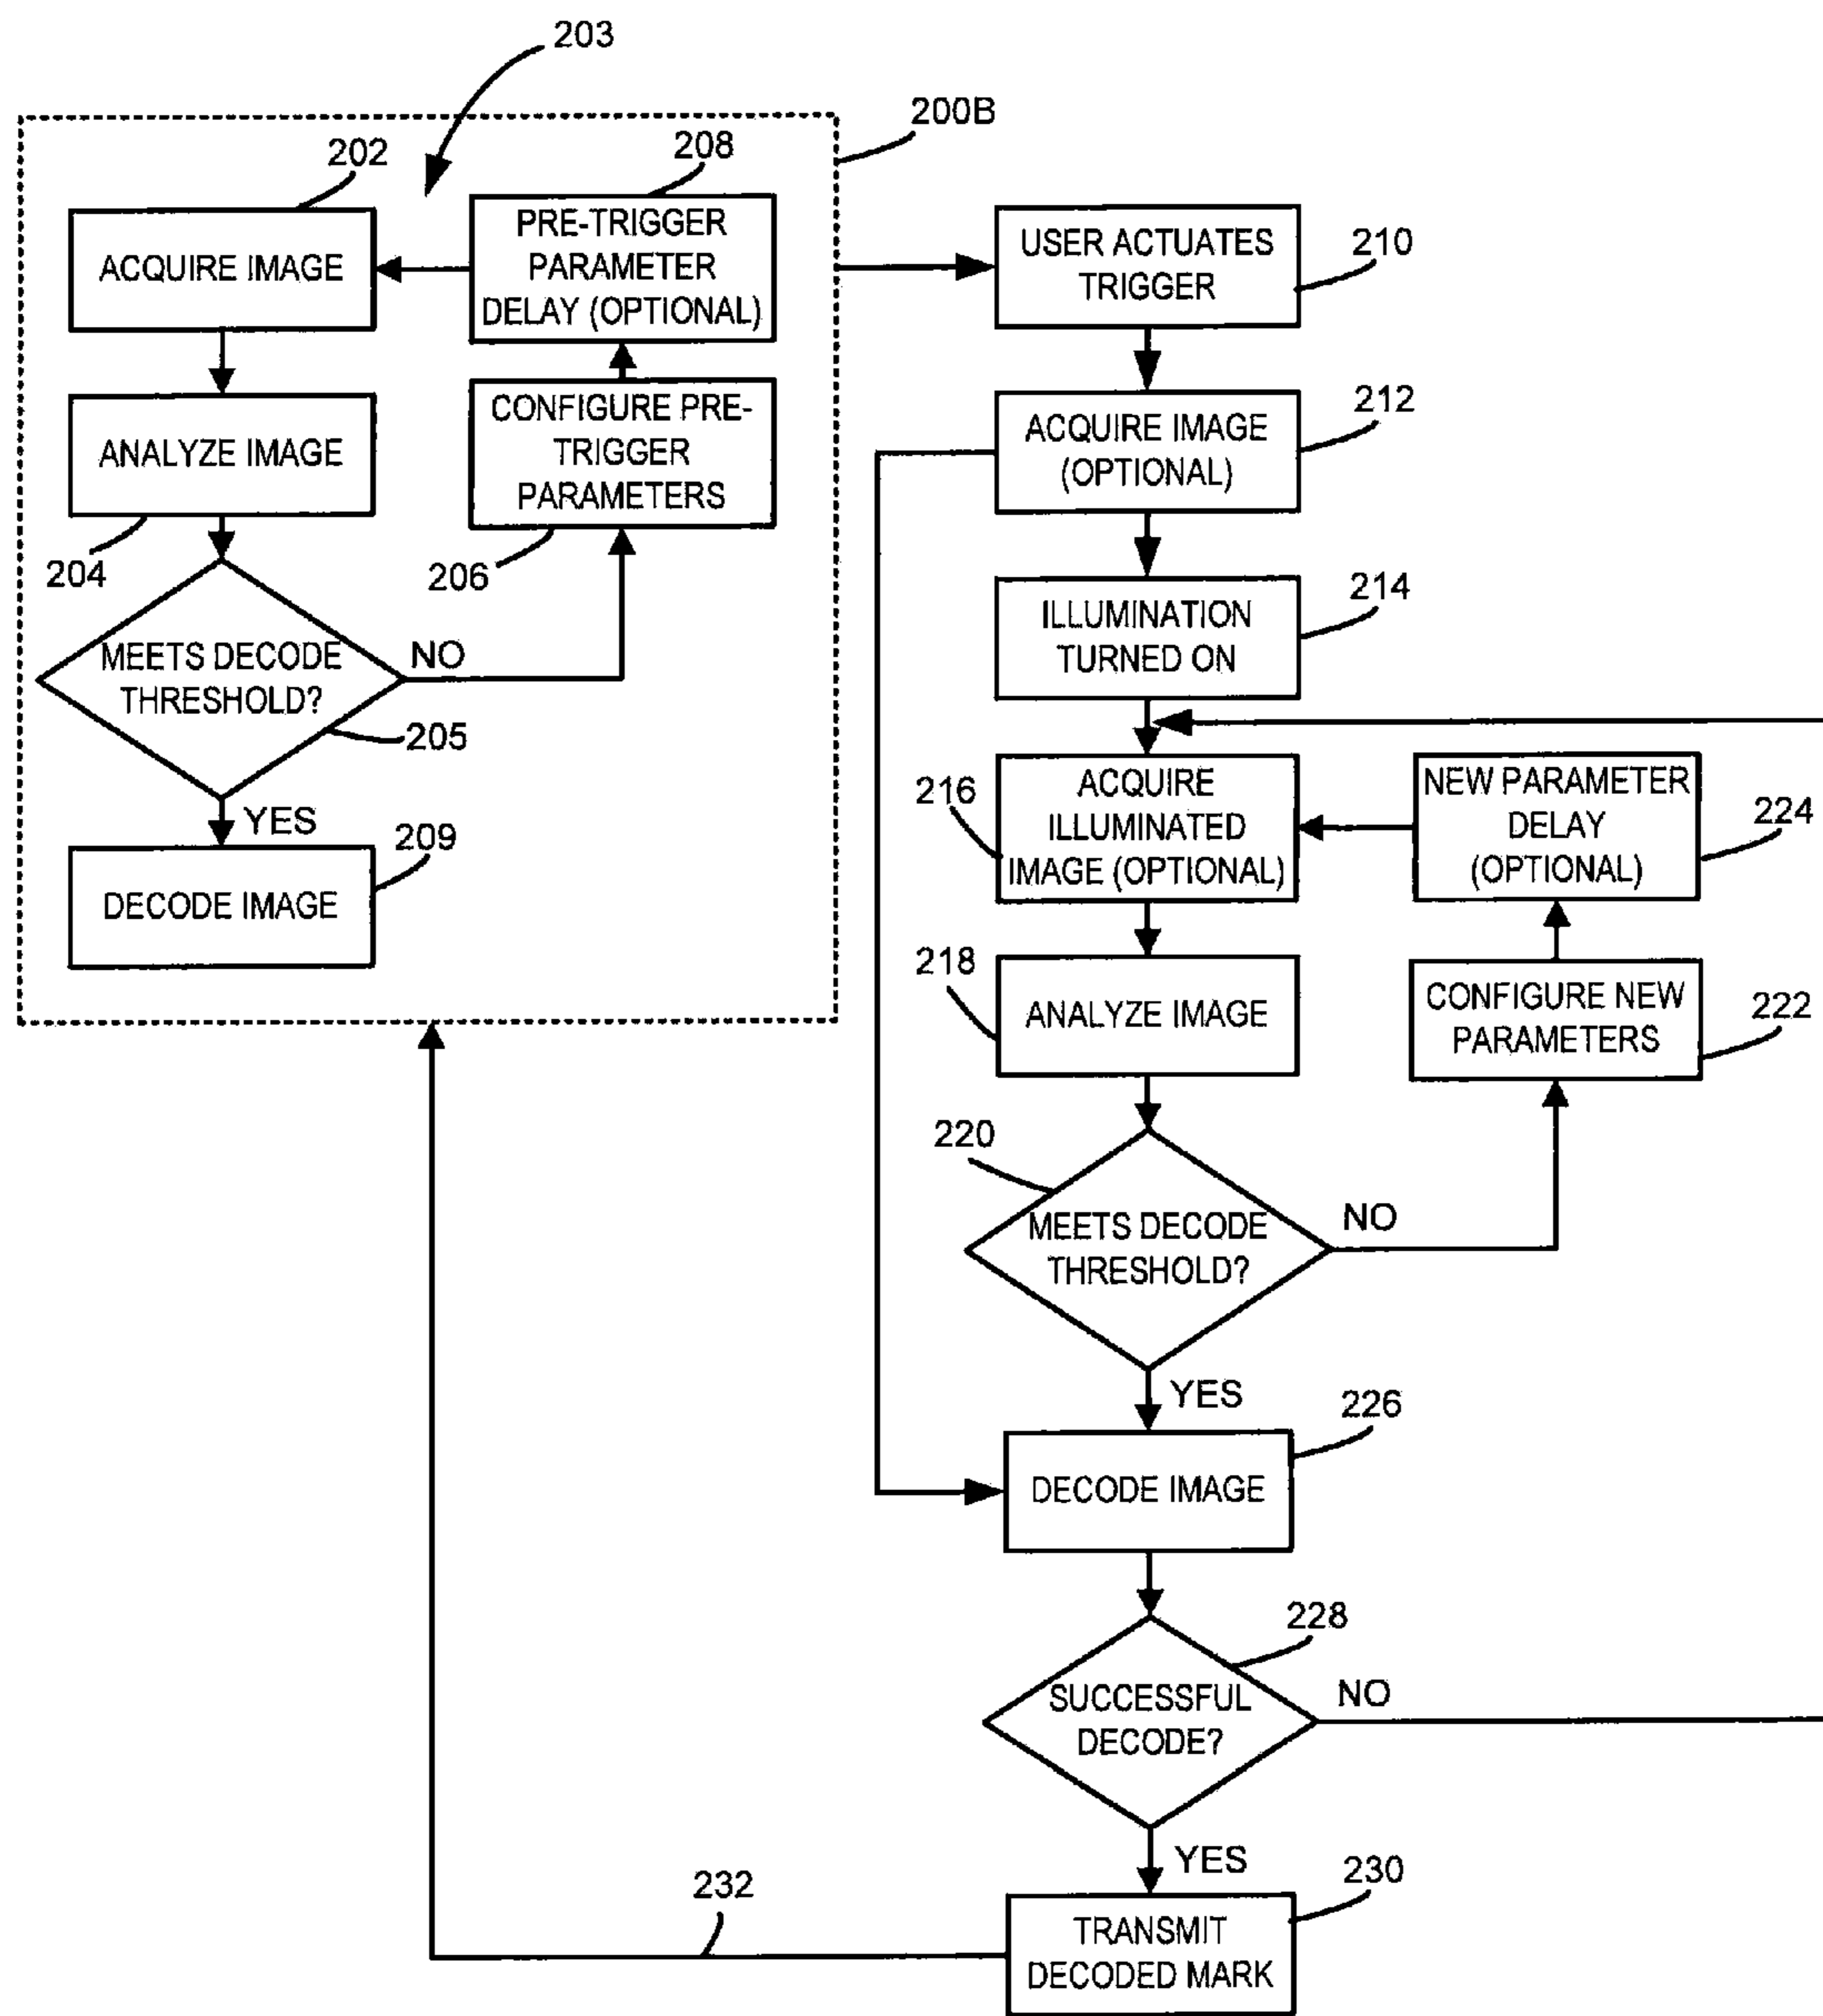 203
200B
202
208
ACQUIRE IMAGE
PRE-TRIGGER
PARAMETER
DELAY (OPTIONAL)
ANALYZE IMAGE
204
CONFIGURE PRE-
TRIGGER
PARAMETERS
206
MEETS DECODE
THRESHOLD?
NO
205
YES
209
DECODE IMAGE
USER ACTUATES
TRIGGER
210
ACQUIRE IMAGE
(OPTIONAL)
212
ILLUMINATION
TURNED ON
214
216
ACQUIRE
ILLUMINATED
IMAGE (OPTIONAL)
NEW PARAMETER
DELAY
(OPTIONAL)
224
218
ANALYZE IMAGE
CONFIGURE NEW
PARAMETERS
222
220
MEETS DECODE
THRESHOLD?
NO
YES
226
DECODE IMAGE
228
SUCCESSFUL
DECODE?
NO
YES
230
232
TRANSMIT
DECODED MARK